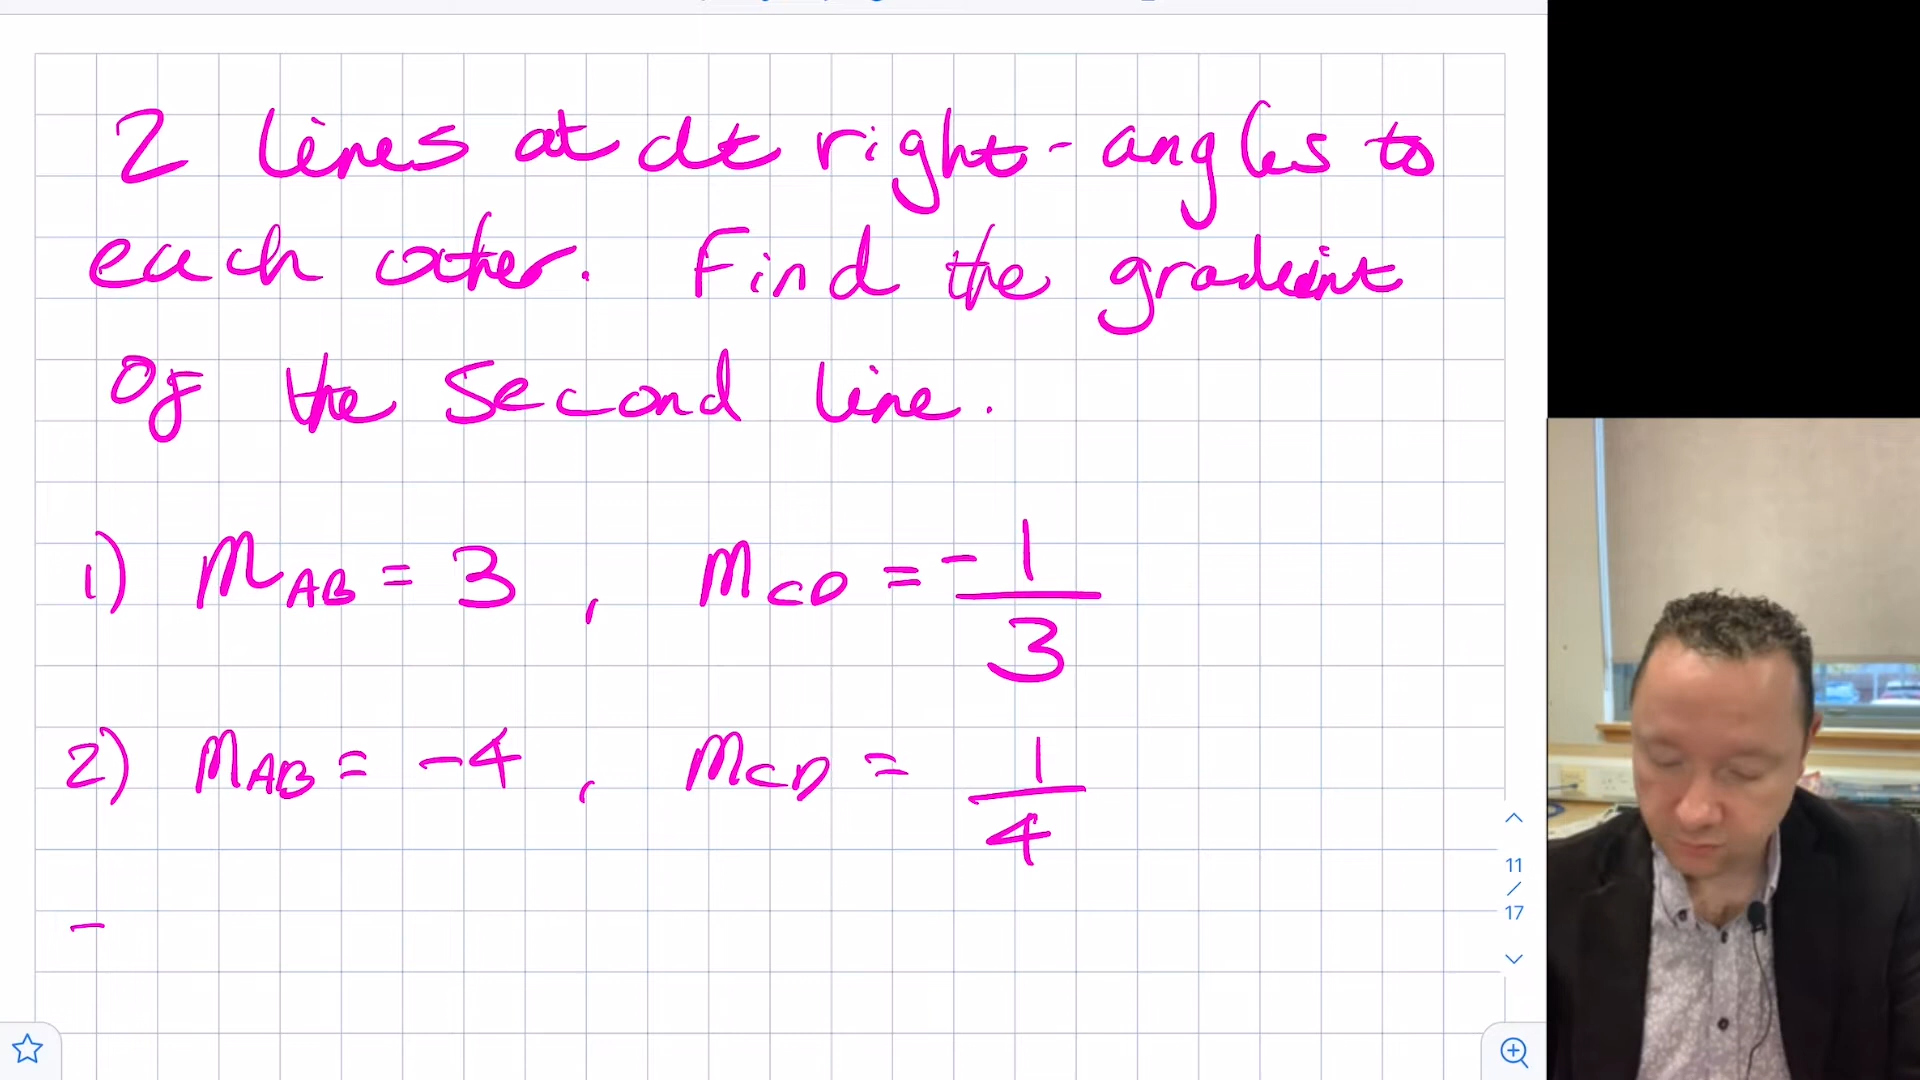 2 lines at at right-angles to
each other. Find the gradient
of the second line.
1) MAB = 3 , MCD = -1/3
2) MAB = -4 , MCD = 1/4
11
/
17